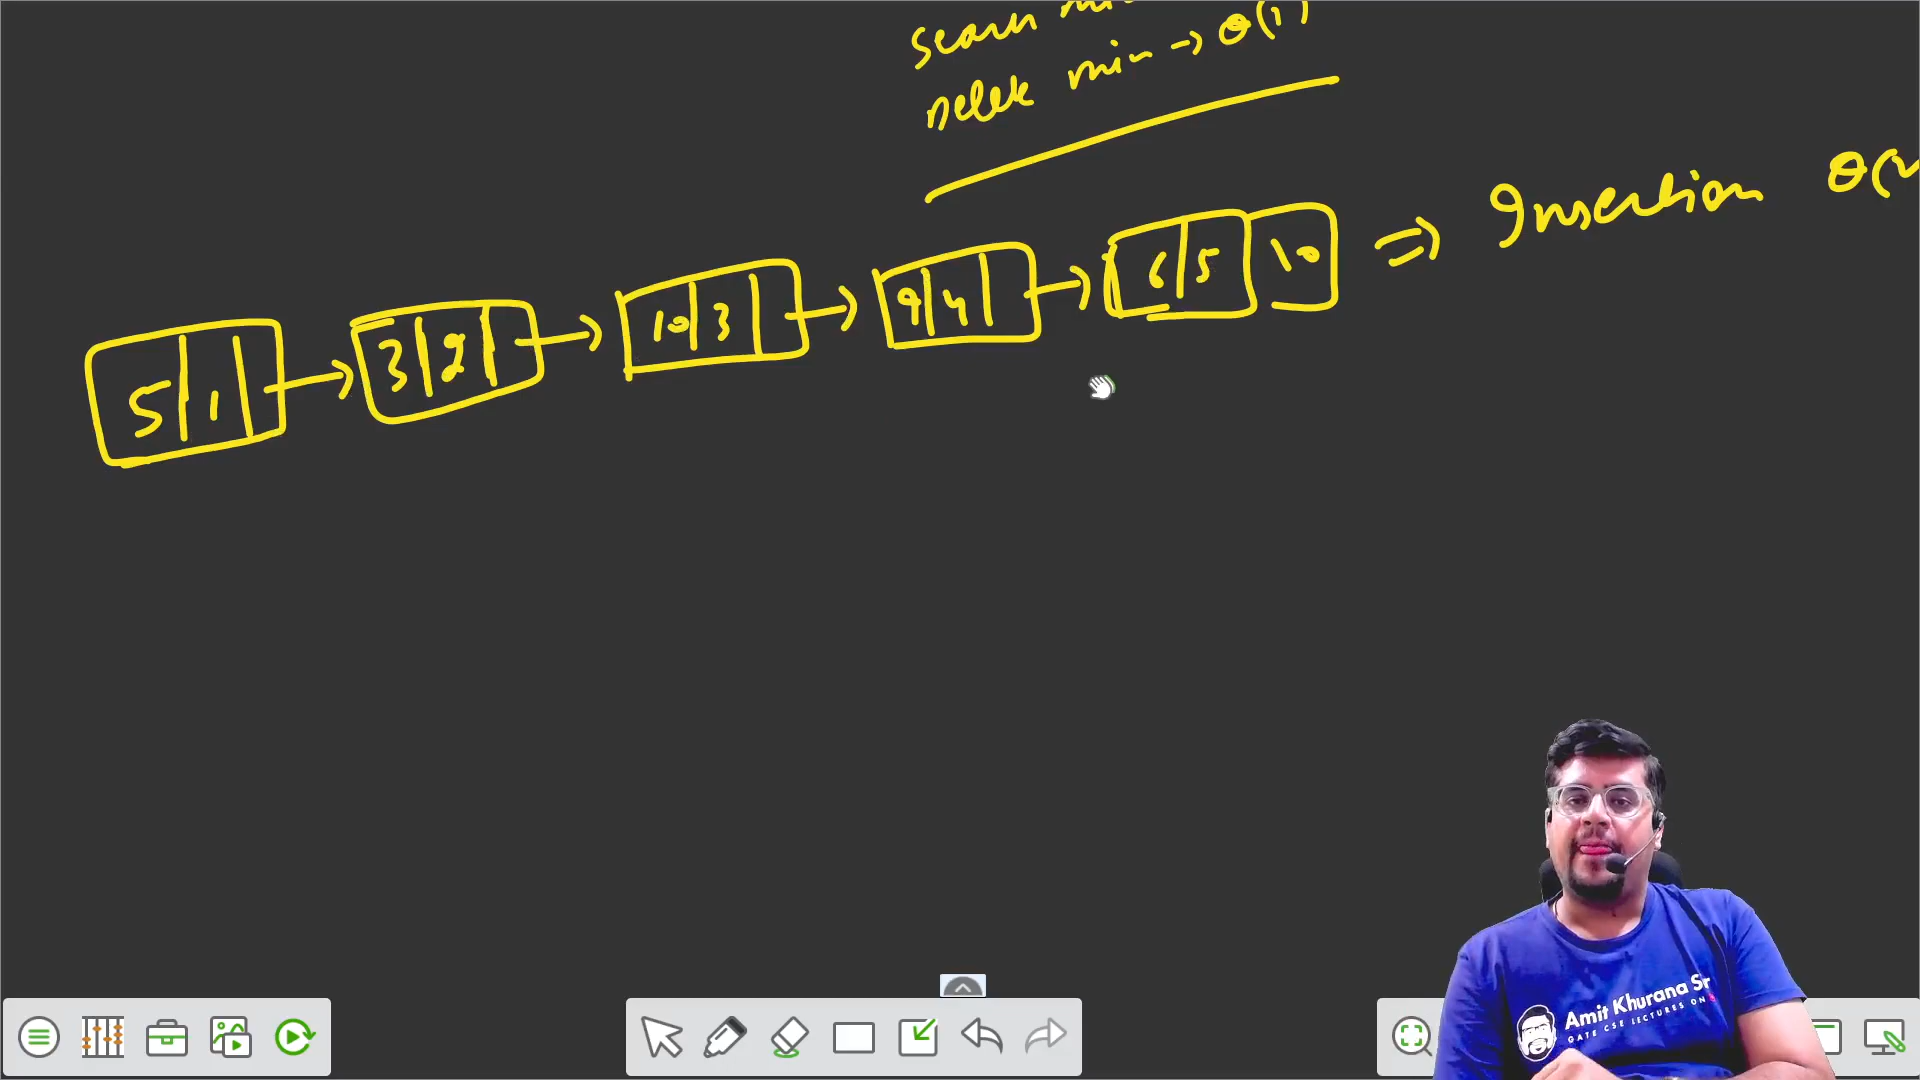 Search min
Delete min → θ(1)
Insertion θ(n
5 | 1 → 3 | 2 → 10 | 3 → 9 | 4 → 6 | 5 | 10 ⇒
Amit Khurana Sir
GATE CSE LECTURES ON